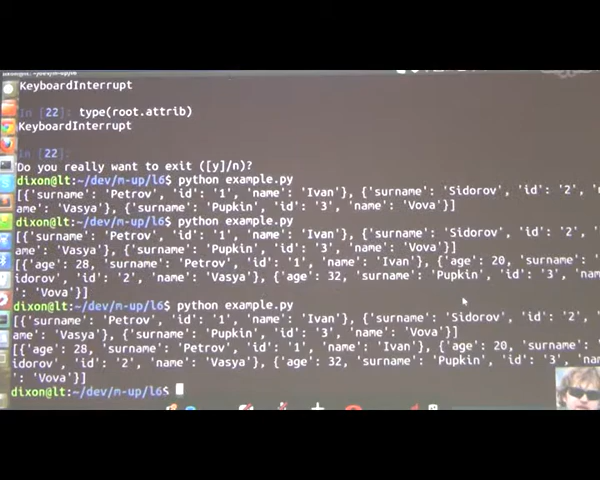 KeyboardInterrupt
In [22]: type(root.attrib)
KeyboardInterrupt
In [22]:
Do you really want to exit ([y]/n)?
dixon@lt:~/dev/m-up/l6$ python example.py
[{'surname': 'Petrov', 'id': '1', 'name': 'Ivan'}, {'surname': 'Sidorov', 'id': '2',
ame': 'Vasya'}, {'surname': 'Pupkin', 'id': '3', 'name': 'Vova'}]
dixon@lt:~/dev/m-up/l6$ python example.py
[{'surname': 'Petrov', 'id': '1', 'name': 'Ivan'}, {'surname': 'Sidorov', 'id': '2',
ame': 'Vasya'}, {'surname': 'Pupkin', 'id': '3', 'name': 'Vova'}]
[{'age': 28, 'surname': 'Petrov', 'id': '1', 'name': 'Ivan'}, {'age': 20, 'surname':
idorov', 'id': '2', 'name': 'Vasya'}, {'age': 32, 'surname': 'Pupkin', 'id': '3', 'nam
': 'Vova'}]
dixon@lt:~/dev/m-up/l6$ python example.py
[{'surname': 'Petrov', 'id': '1', 'name': 'Ivan'}, {'surname': 'Sidorov', 'id': '2',
ame': 'Vasya'}, {'surname': 'Pupkin', 'id': '3', 'name': 'Vova'}]
[{'age': 28, 'surname': 'Petrov', 'id': '1', 'name': 'Ivan'}, {'age': 20, 'surname':
idorov', 'id': '2', 'name': 'Vasya'}, {'age': 32, 'surname': 'Pupkin', 'id': '3', 'nam
': 'Vova'}]
dixon@lt:~/dev/m-up/l6$